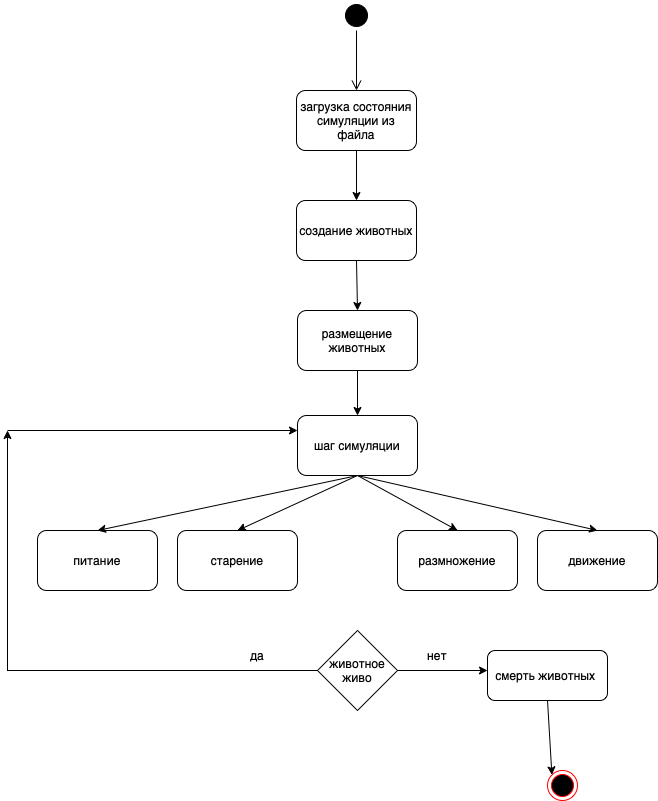 загрузка состояния
симуляции из
файла
создание животных
размещение
животных
шаг симуляции
питание
старение
размножение
движение
да
животное
живо
нет
смерть животных